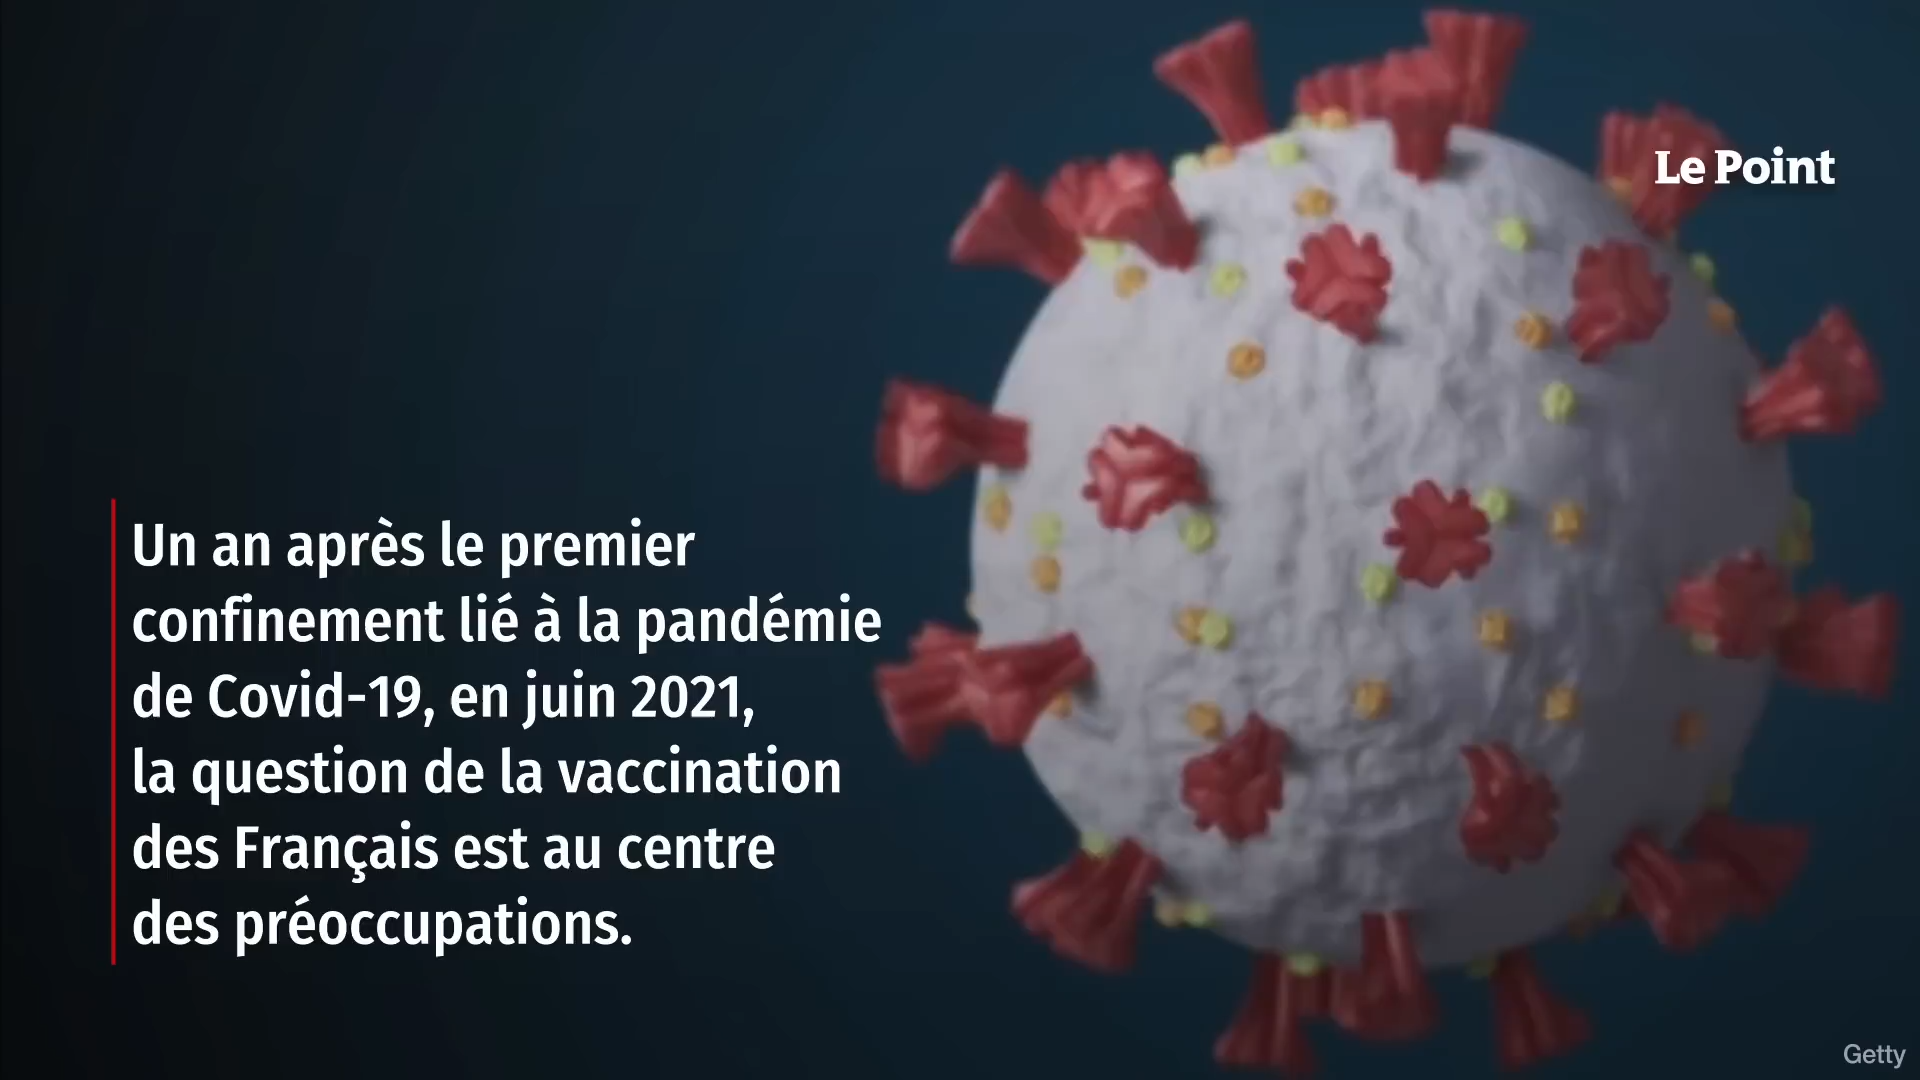 Le Point
Un an après le premier
confinement lié à la pandémie
de Covid-19, en juin 2021,
la question de la vaccination
des Français est au centre
des préoccupations.
Getty